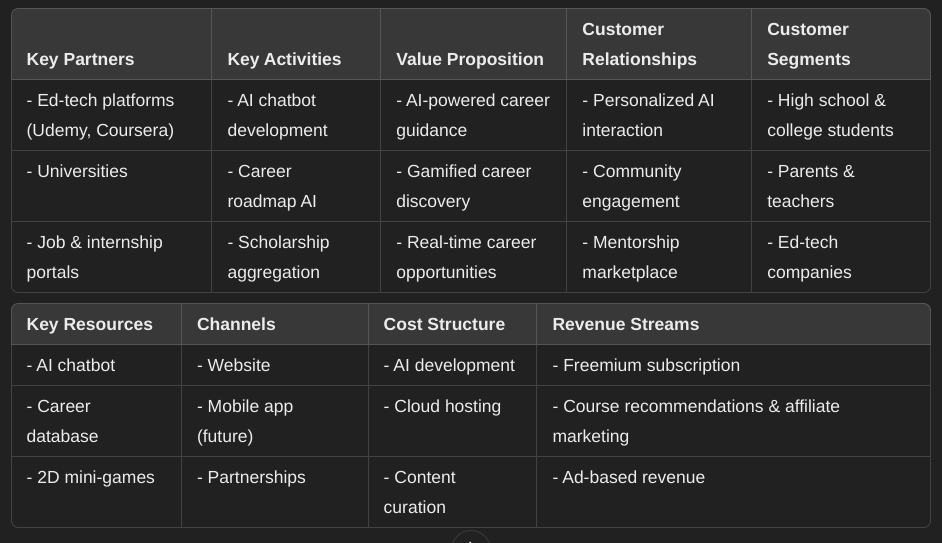 Key Partners
Key Activities
Value Proposition
Customer
Relationships
Customer
Segments
- Ed-tech platforms
(Udemy, Coursera)
- AI chatbot
development
- AI-powered career
guidance
- Personalized AI
interaction
- High school &
college students
- Universities
- Career
roadmap AI
- Gamified career
discovery
- Community
engagement
- Parents &
teachers
- Job & internship
portals
- Scholarship
aggregation
- Real-time career
opportunities
- Mentorship
marketplace
- Ed-tech
companies
Key Resources
Channels
Cost Structure
Revenue Streams
- AI chatbot
- Website
- AI development
- Freemium subscription
- Career
database
- Mobile app
(future)
- Cloud hosting
- Course recommendations & affiliate
marketing
- 2D mini-games
- Partnerships
- Content
curation
- Ad-based revenue